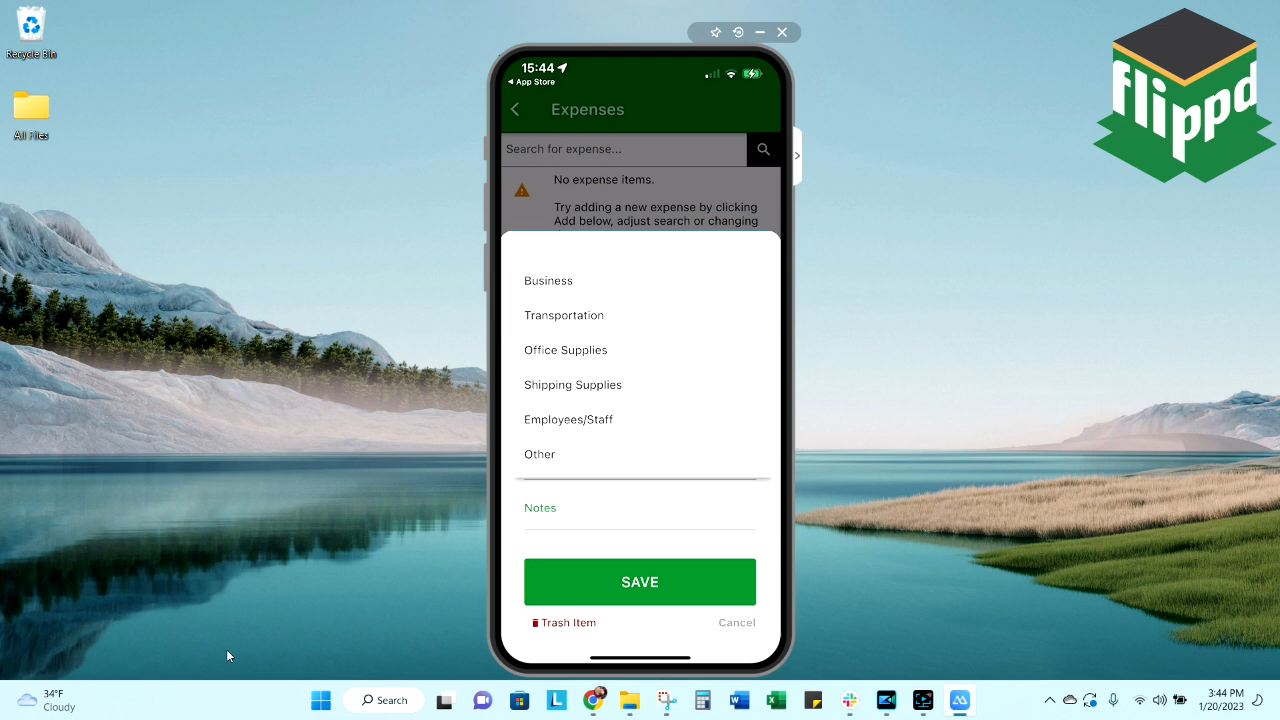 Recycle Bin
All Files
flippd
15:44
App Store
Expenses
Search for expense...
No expense items.
Try adding a new expense by clicking
Add below, adjust search or changing
Business
Transportation
Office Supplies
Shipping Supplies
Employees/Staff
Other
Notes
SAVE
Trash Item
Cancel
34°F
Cloudy
Search
3:44 PM
1/20/2023